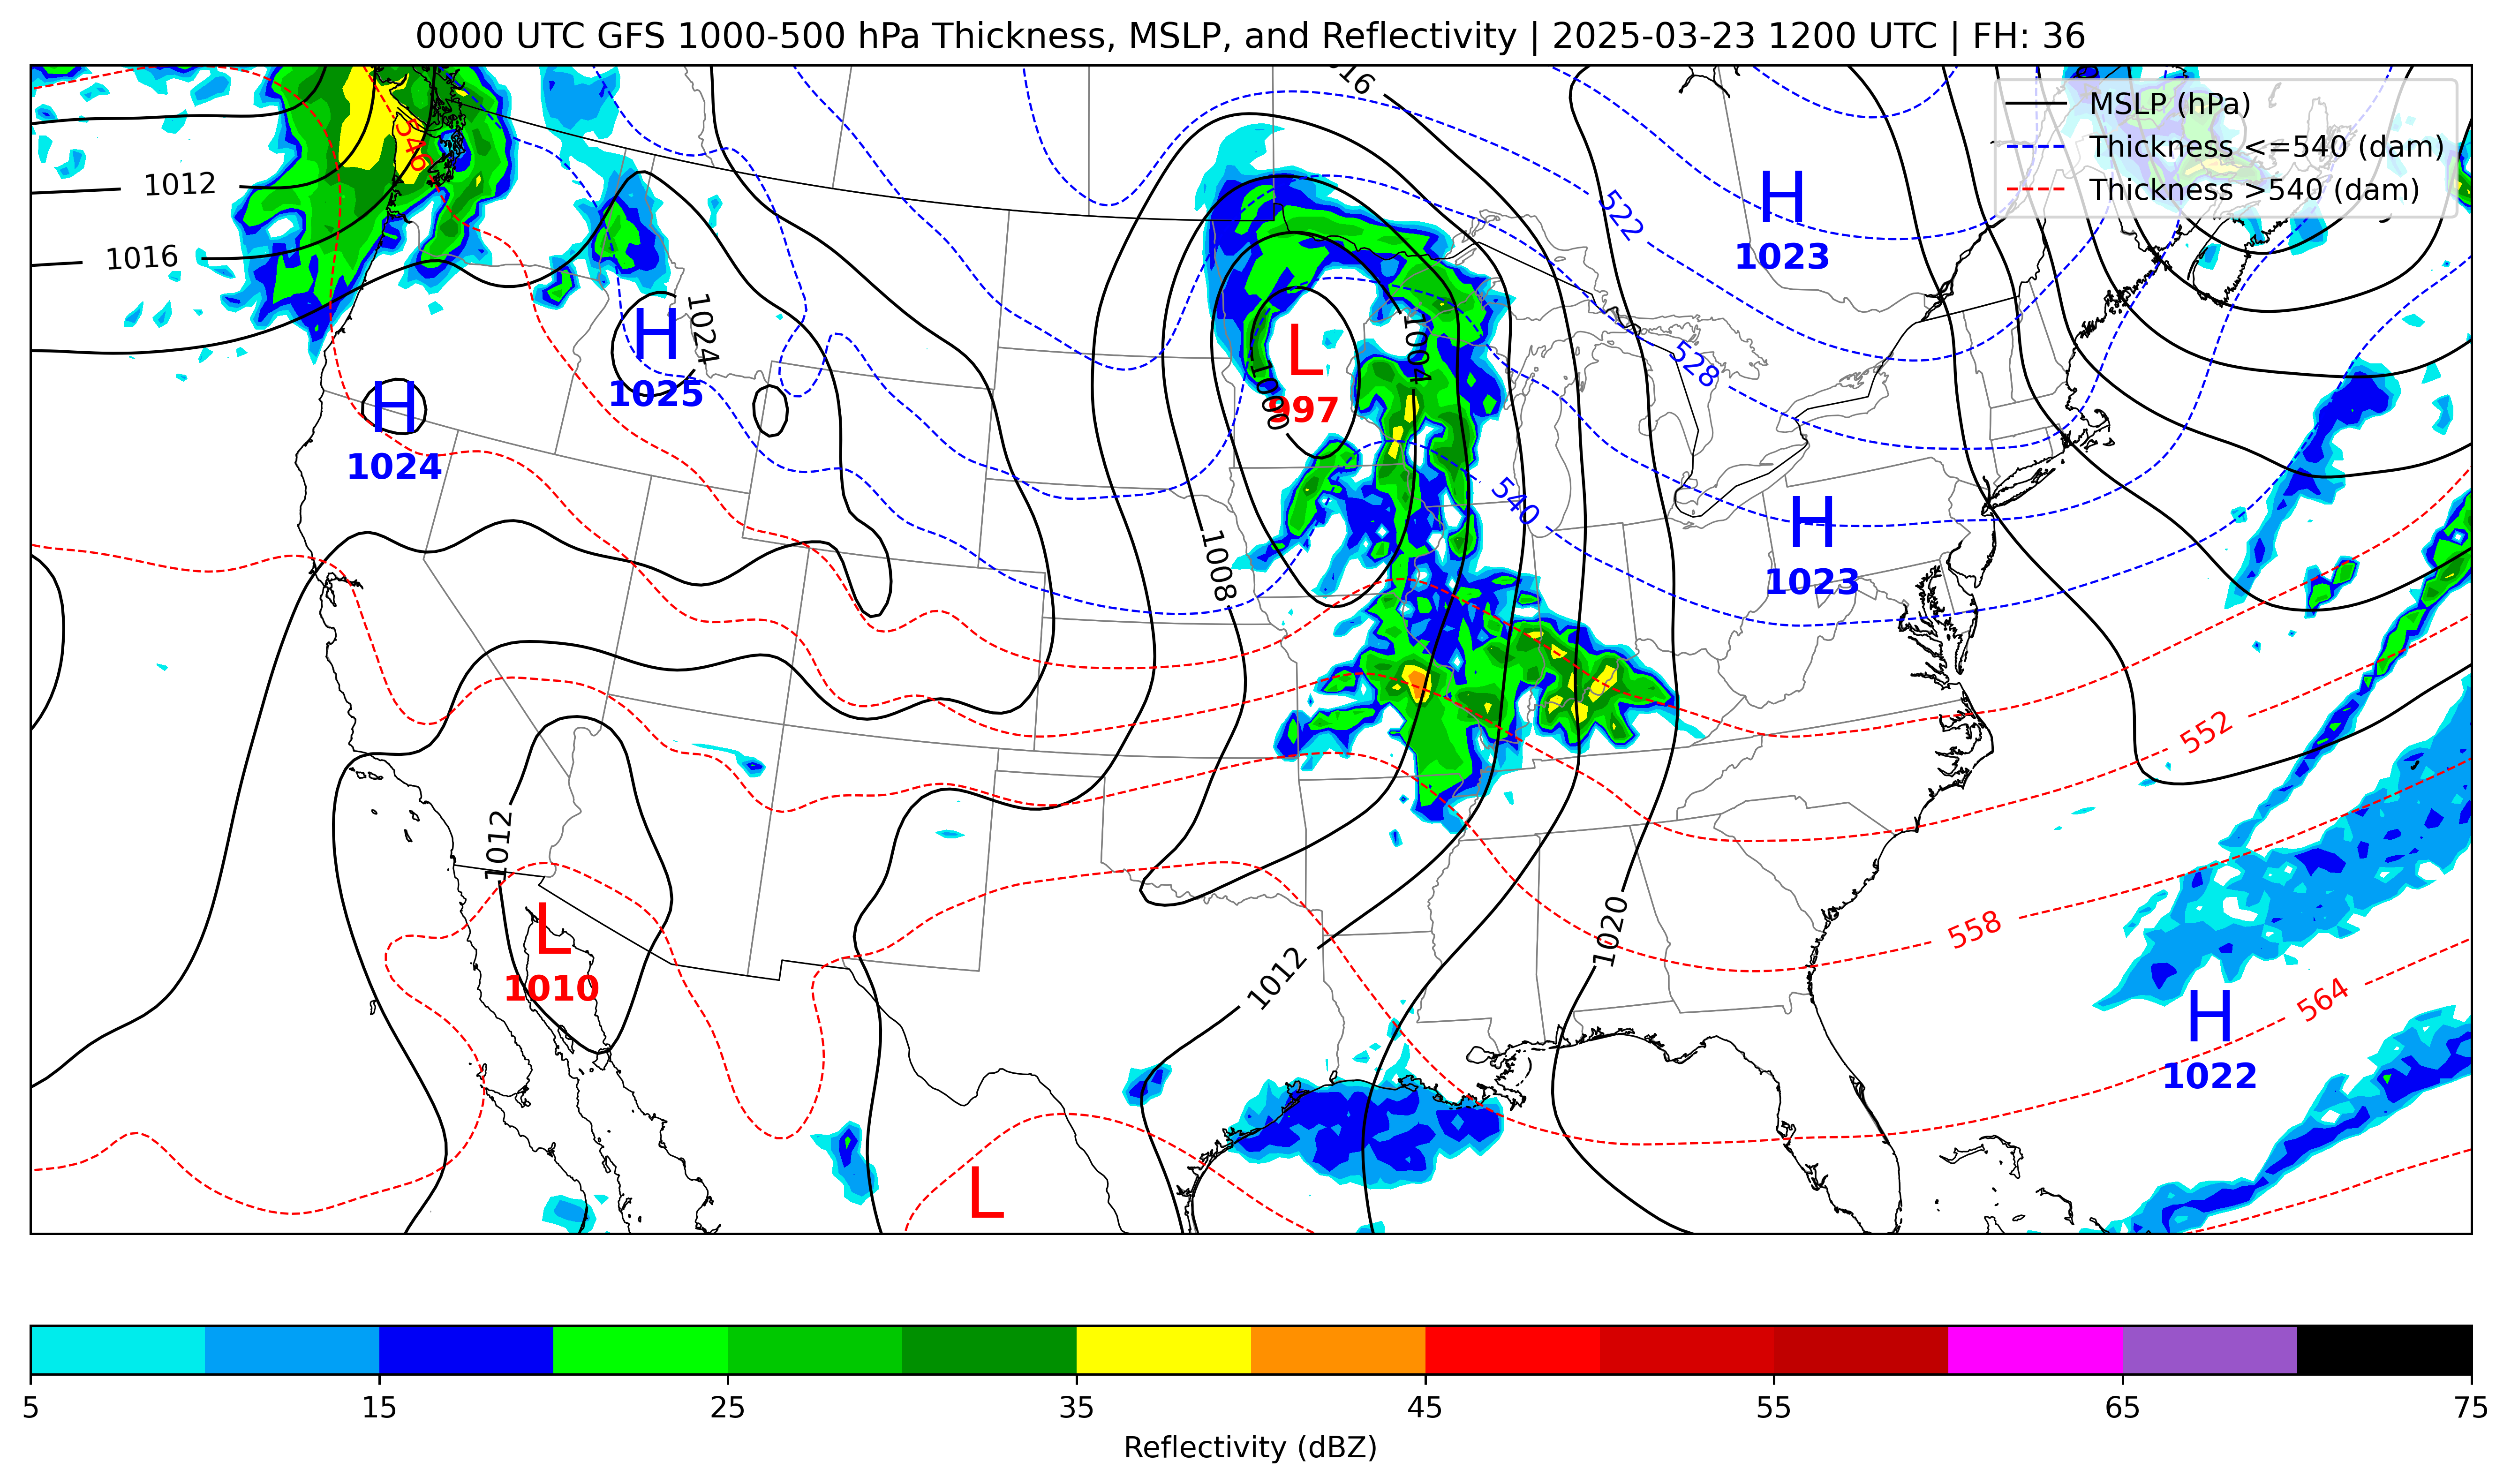 0000 UTC GFS 1000-500 hPa Thickness, MSLP, and Reflectivity | 2025-03-23 1200 UTC | FH: 36
MSLP (hPa)
Thickness <=540 (dam)
Thickness >540 (dam)
546
1012
1016
522
H
1023
H
1025
1024
H
1024
L
997
1004
1000
528
540
H
1023
1008
552
1012
L
1010
1012
1020
558
564
H
1022
L
5
15
25
35
45
55
65
75
Reflectivity (dBZ)